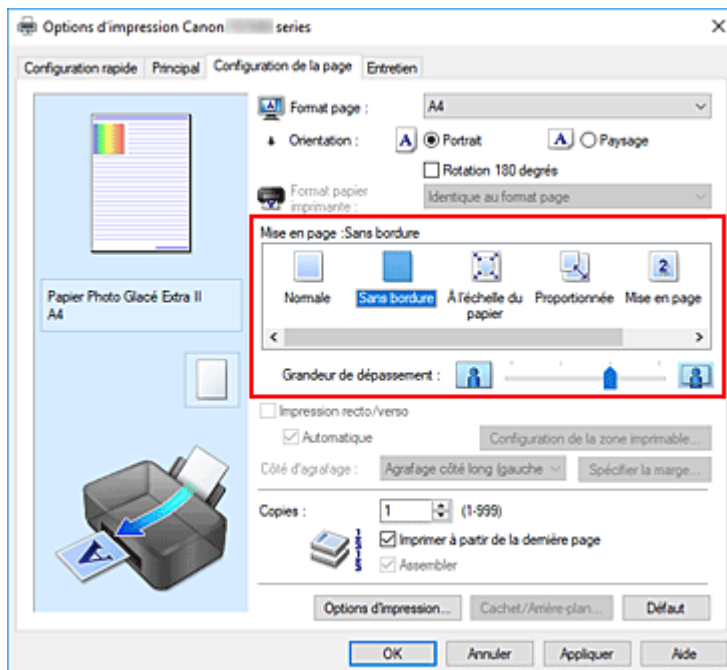 Options d'impression Canon series
Configuration rapide Principal Configuration de la page Entretien
Format page : A4
Orientation : A Portrait A Paysage
Rotation 180 degrés
Format papier imprimante : Identique au format page
Mise en page :Sans bordure
Normale Sans bordure À l'échelle du papier Proportionnée Mise en page
Papier Photo Glacé Extra II
A4
Grandeur de dépassement :
Impression recto/verso
Automatique Configuration de la zone imprimable...
Côté d'agrafage : Agrafage côté long (gauche Spécifier la marge...
Copies : 1 (1-999)
Imprimer à partir de la dernière page
Assembler
Options d'impression... Cachet/Arrière-plan... Défaut
OK Annuler Appliquer Aide